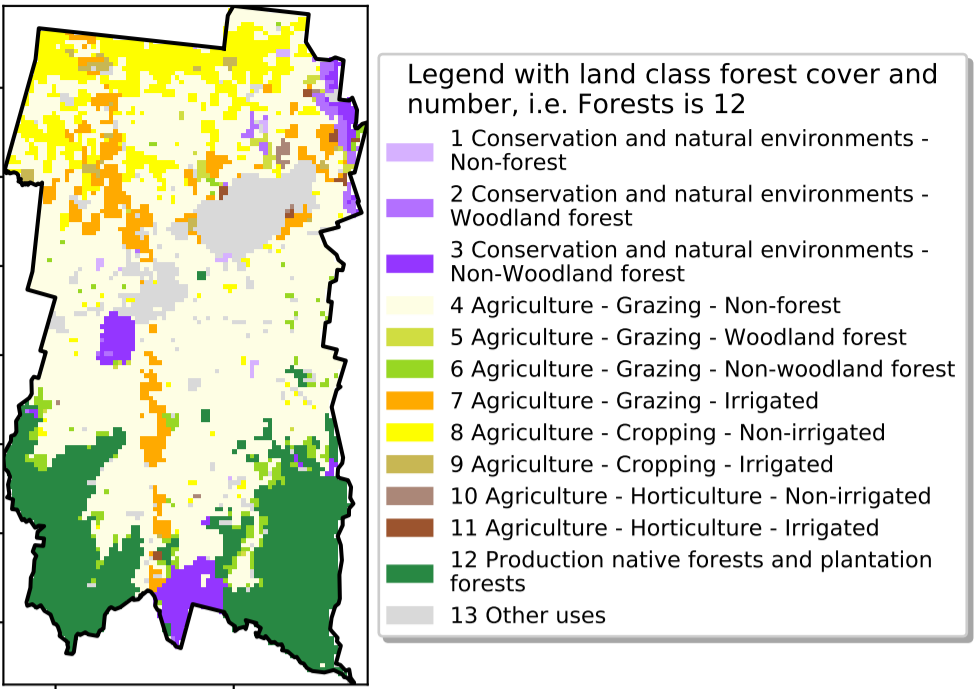 Legend with land class forest cover and
number, i.e. Forests is 12
1 Conservation and natural environments -
Non-forest
2 Conservation and natural environments -
Woodland forest
3 Conservation and natural environments -
Non-Woodland forest
4 Agriculture - Grazing - Non-forest
5 Agriculture - Grazing - Woodland forest
6 Agriculture - Grazing - Non-woodland forest
7 Agriculture - Grazing - Irrigated
8 Agriculture - Cropping - Non-irrigated
9 Agriculture - Cropping - Irrigated
10 Agriculture - Horticulture - Non-irrigated
11 Agriculture - Horticulture - Irrigated
12 Production native forests and plantation
forests
13 Other uses